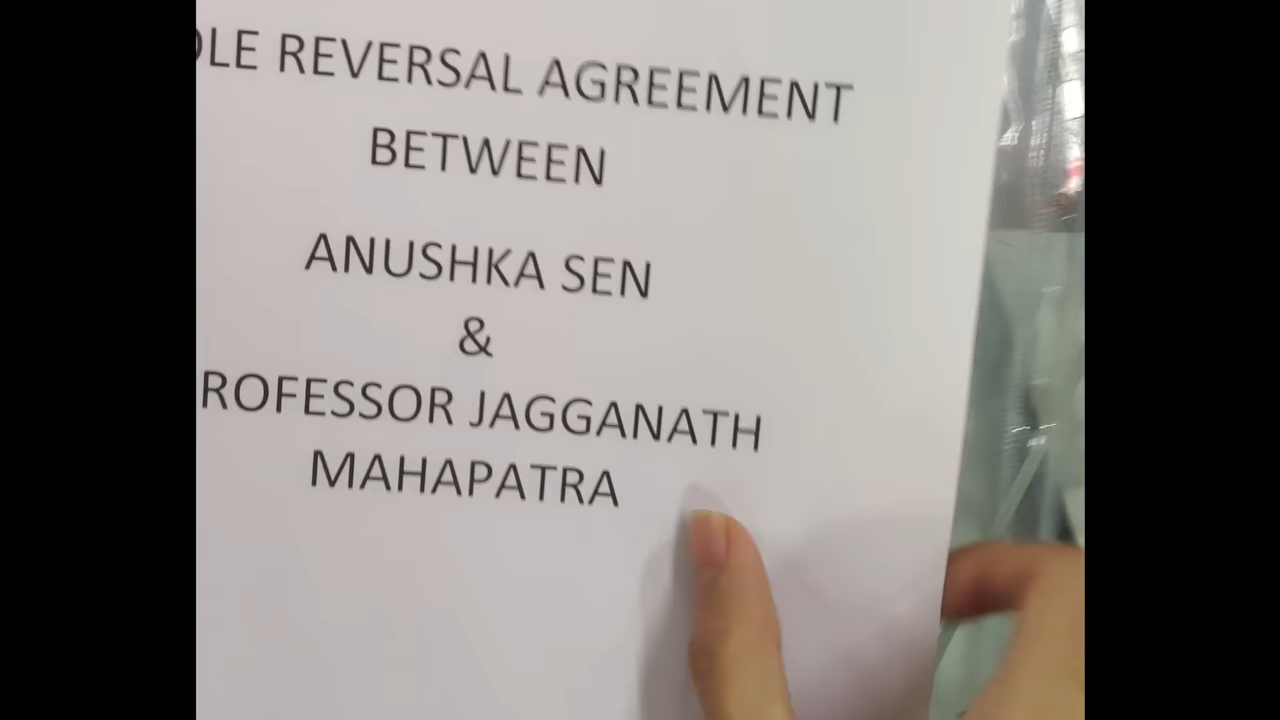 OLE REVERSAL AGREEMENT
BETWEEN
ANUSHKA SEN
&
ROFESSOR JAGGANATH
MAHAPATRA